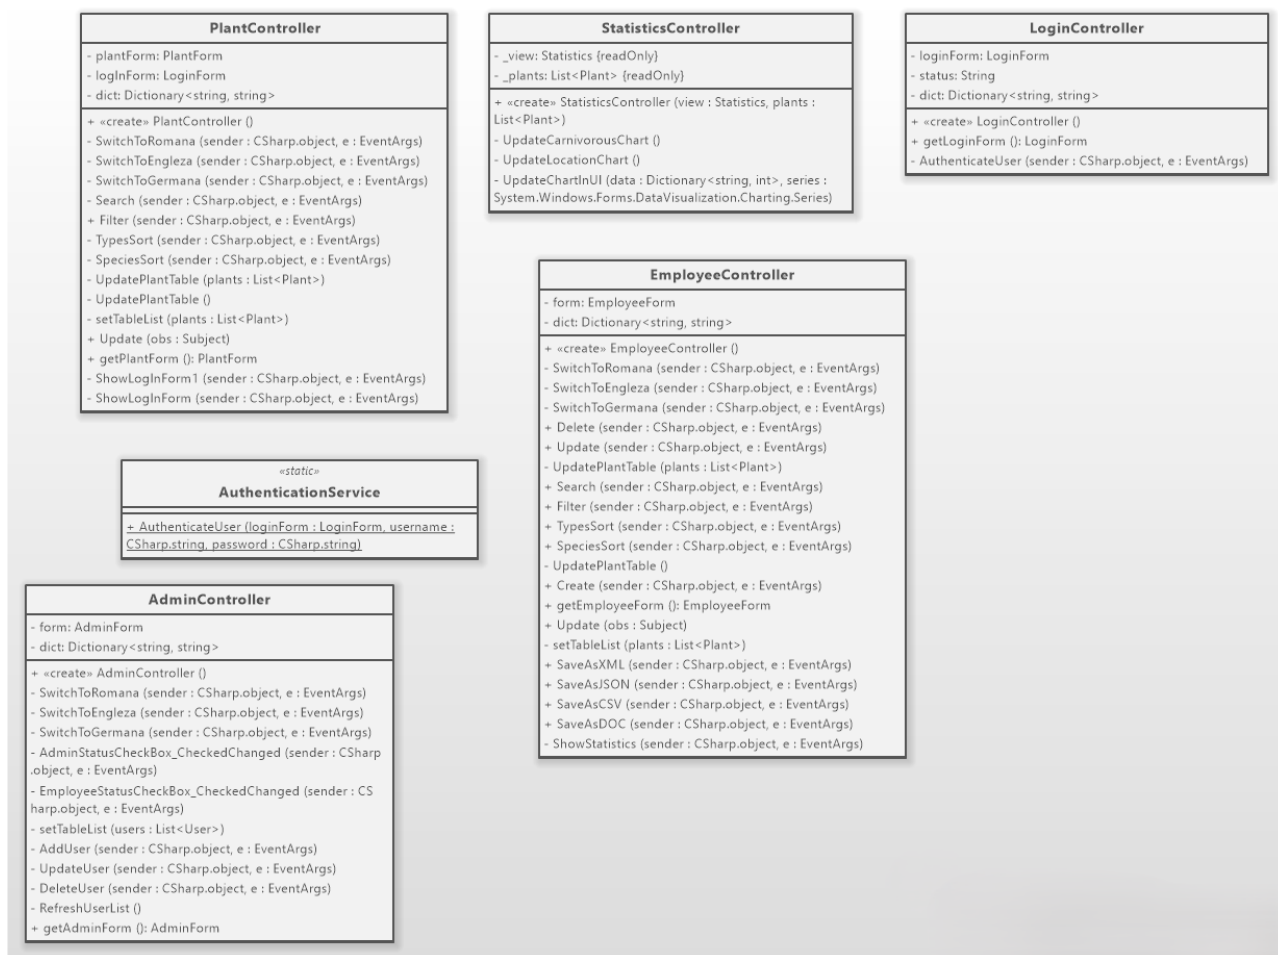 PlantController
- plantForm: PlantForm
- logInForm: LoginForm
- dict: Dictionary<string, string>
+ «create» PlantController ()
- SwitchToRomana (sender : CSharp.object, e : EventArgs)
- SwitchToEngleza (sender : CSharp.object, e : EventArgs)
- SwitchToGermana (sender : CSharp.object, e : EventArgs)
- Search (sender : CSharp.object, e : EventArgs)
+ Filter (sender : CSharp.object, e : EventArgs)
- TypesSort (sender : CSharp.object, e : EventArgs)
- SpeciesSort (sender : CSharp.object, e : EventArgs)
- UpdatePlantTable (plants : List<Plant>)
- UpdatePlantTable ()
- setTableList (plants : List<Plant>)
+ Update (obs : Subject)
+ getPlantForm (): PlantForm
- ShowLogInForm1 (sender : CSharp.object, e : EventArgs)
- ShowLogInForm (sender : CSharp.object, e : EventArgs)
StatisticsController
- _view: Statistics {readOnly}
- _plants: List<Plant> {readOnly}
+ «create» StatisticsController (view : Statistics, plants :
List<Plant>)
- UpdateCarnivorousChart ()
- UpdateLocationChart ()
- UpdateChartInUI (data : Dictionary<string, int>, series :
System.Windows.Forms.DataVisualization.Charting.Series)
LoginController
- loginForm: LoginForm
- status: String
- dict: Dictionary<string, string>
+ «create» LoginController ()
+ getLoginForm (): LoginForm
- AuthenticateUser (sender : CSharp.object, e : EventArgs)
EmployeeController
- form: EmployeeForm
- dict: Dictionary<string, string>
+ «create» EmployeeController ()
- SwitchToRomana (sender : CSharp.object, e : EventArgs)
- SwitchToEngleza (sender : CSharp.object, e : EventArgs)
- SwitchToGermana (sender : CSharp.object, e : EventArgs)
+ Delete (sender : CSharp.object, e : EventArgs)
+ Update (sender : CSharp.object, e : EventArgs)
- UpdatePlantTable (plants : List<Plant>)
+ Search (sender : CSharp.object, e : EventArgs)
+ Filter (sender : CSharp.object, e : EventArgs)
+ TypesSort (sender : CSharp.object, e : EventArgs)
+ SpeciesSort (sender : CSharp.object, e : EventArgs)
- UpdatePlantTable ()
+ Create (sender : CSharp.object, e : EventArgs)
+ getEmployeeForm (): EmployeeForm
+ Update (obs : Subject)
- setTableList (plants : List<Plant>)
+ SaveAsXML (sender : CSharp.object, e : EventArgs)
+ SaveAsJSON (sender : CSharp.object, e : EventArgs)
+ SaveAsCSV (sender : CSharp.object, e : EventArgs)
+ SaveAsDOC (sender : CSharp.object, e : EventArgs)
- ShowStatistics (sender : CSharp.object, e : EventArgs)
«static»
AuthenticationService
+ AuthenticateUser (loginForm : LoginForm, username :
CSharp.string, password : CSharp.string)
AdminController
- form: AdminForm
- dict: Dictionary<string, string>
+ «create» AdminController ()
- SwitchToRomana (sender : CSharp.object, e : EventArgs)
- SwitchToEngleza (sender : CSharp.object, e : EventArgs)
- SwitchToGermana (sender : CSharp.object, e : EventArgs)
- AdminStatusCheckBox_CheckedChanged (sender : CSharp
.object, e : EventArgs)
- EmployeeStatusCheckBox_CheckedChanged (sender : CS
harp.object, e : EventArgs)
- setTableList (users : List<User>)
- AddUser (sender : CSharp.object, e : EventArgs)
- UpdateUser (sender : CSharp.object, e : EventArgs)
- DeleteUser (sender : CSharp.object, e : EventArgs)
- RefreshUserList ()
+ getAdminForm (): AdminForm